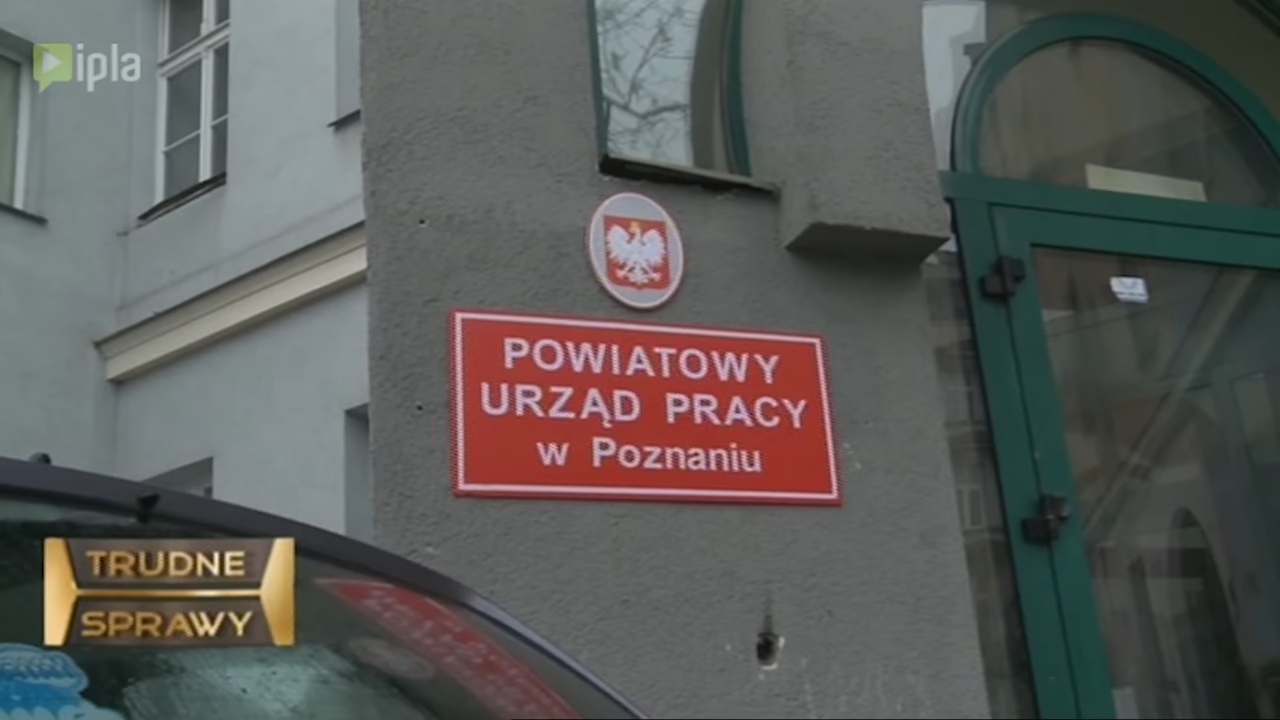 ipla
POWIATOWY
URZĄD PRACY
w Poznaniu
TRUDNE
SPRAWY